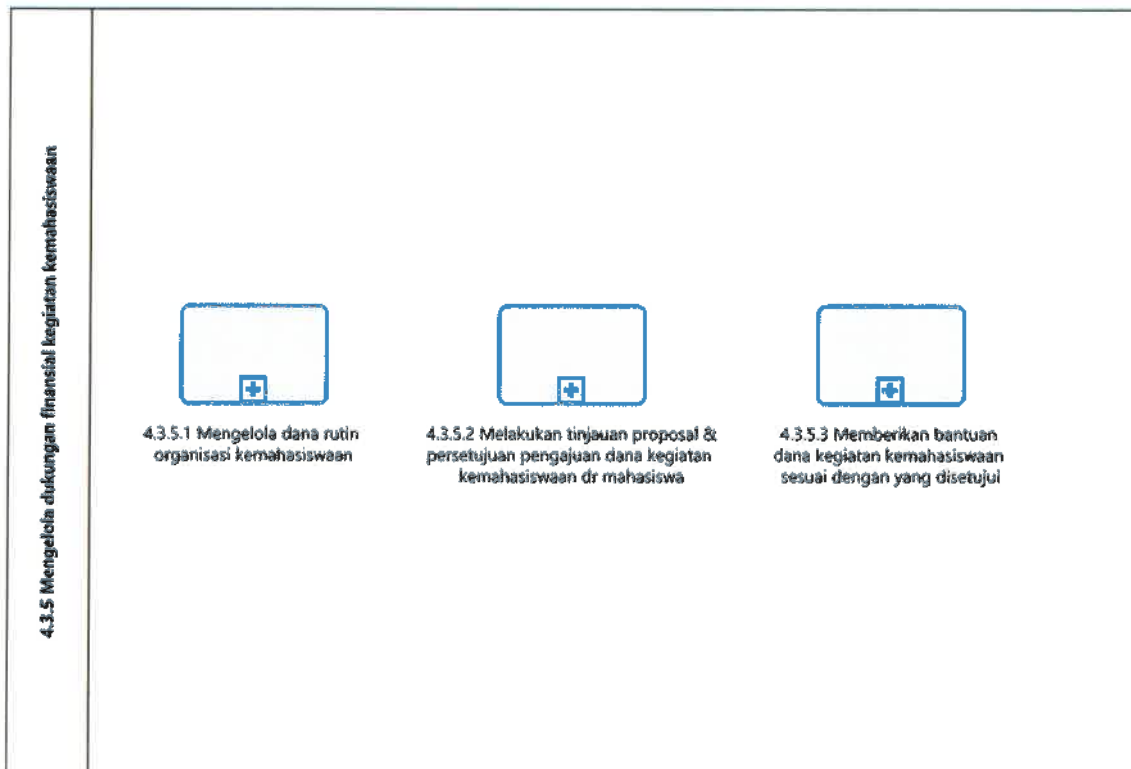 4.3.5 Mengelola dukungan finansial kegiatan kemahasiswaan
4.3.5.1 Mengelola dana rutin
organisasi kemahasiswaan
4.3.5.2 Melakukan tinjauan proposal &
persetujuan pengajuan dana kegiatan
kemahasiswaan dr mahasiswa
4.3.5.3 Memberikan bantuan
dana kegiatan kemahasiswaan
sesuai dengan yang disetujui